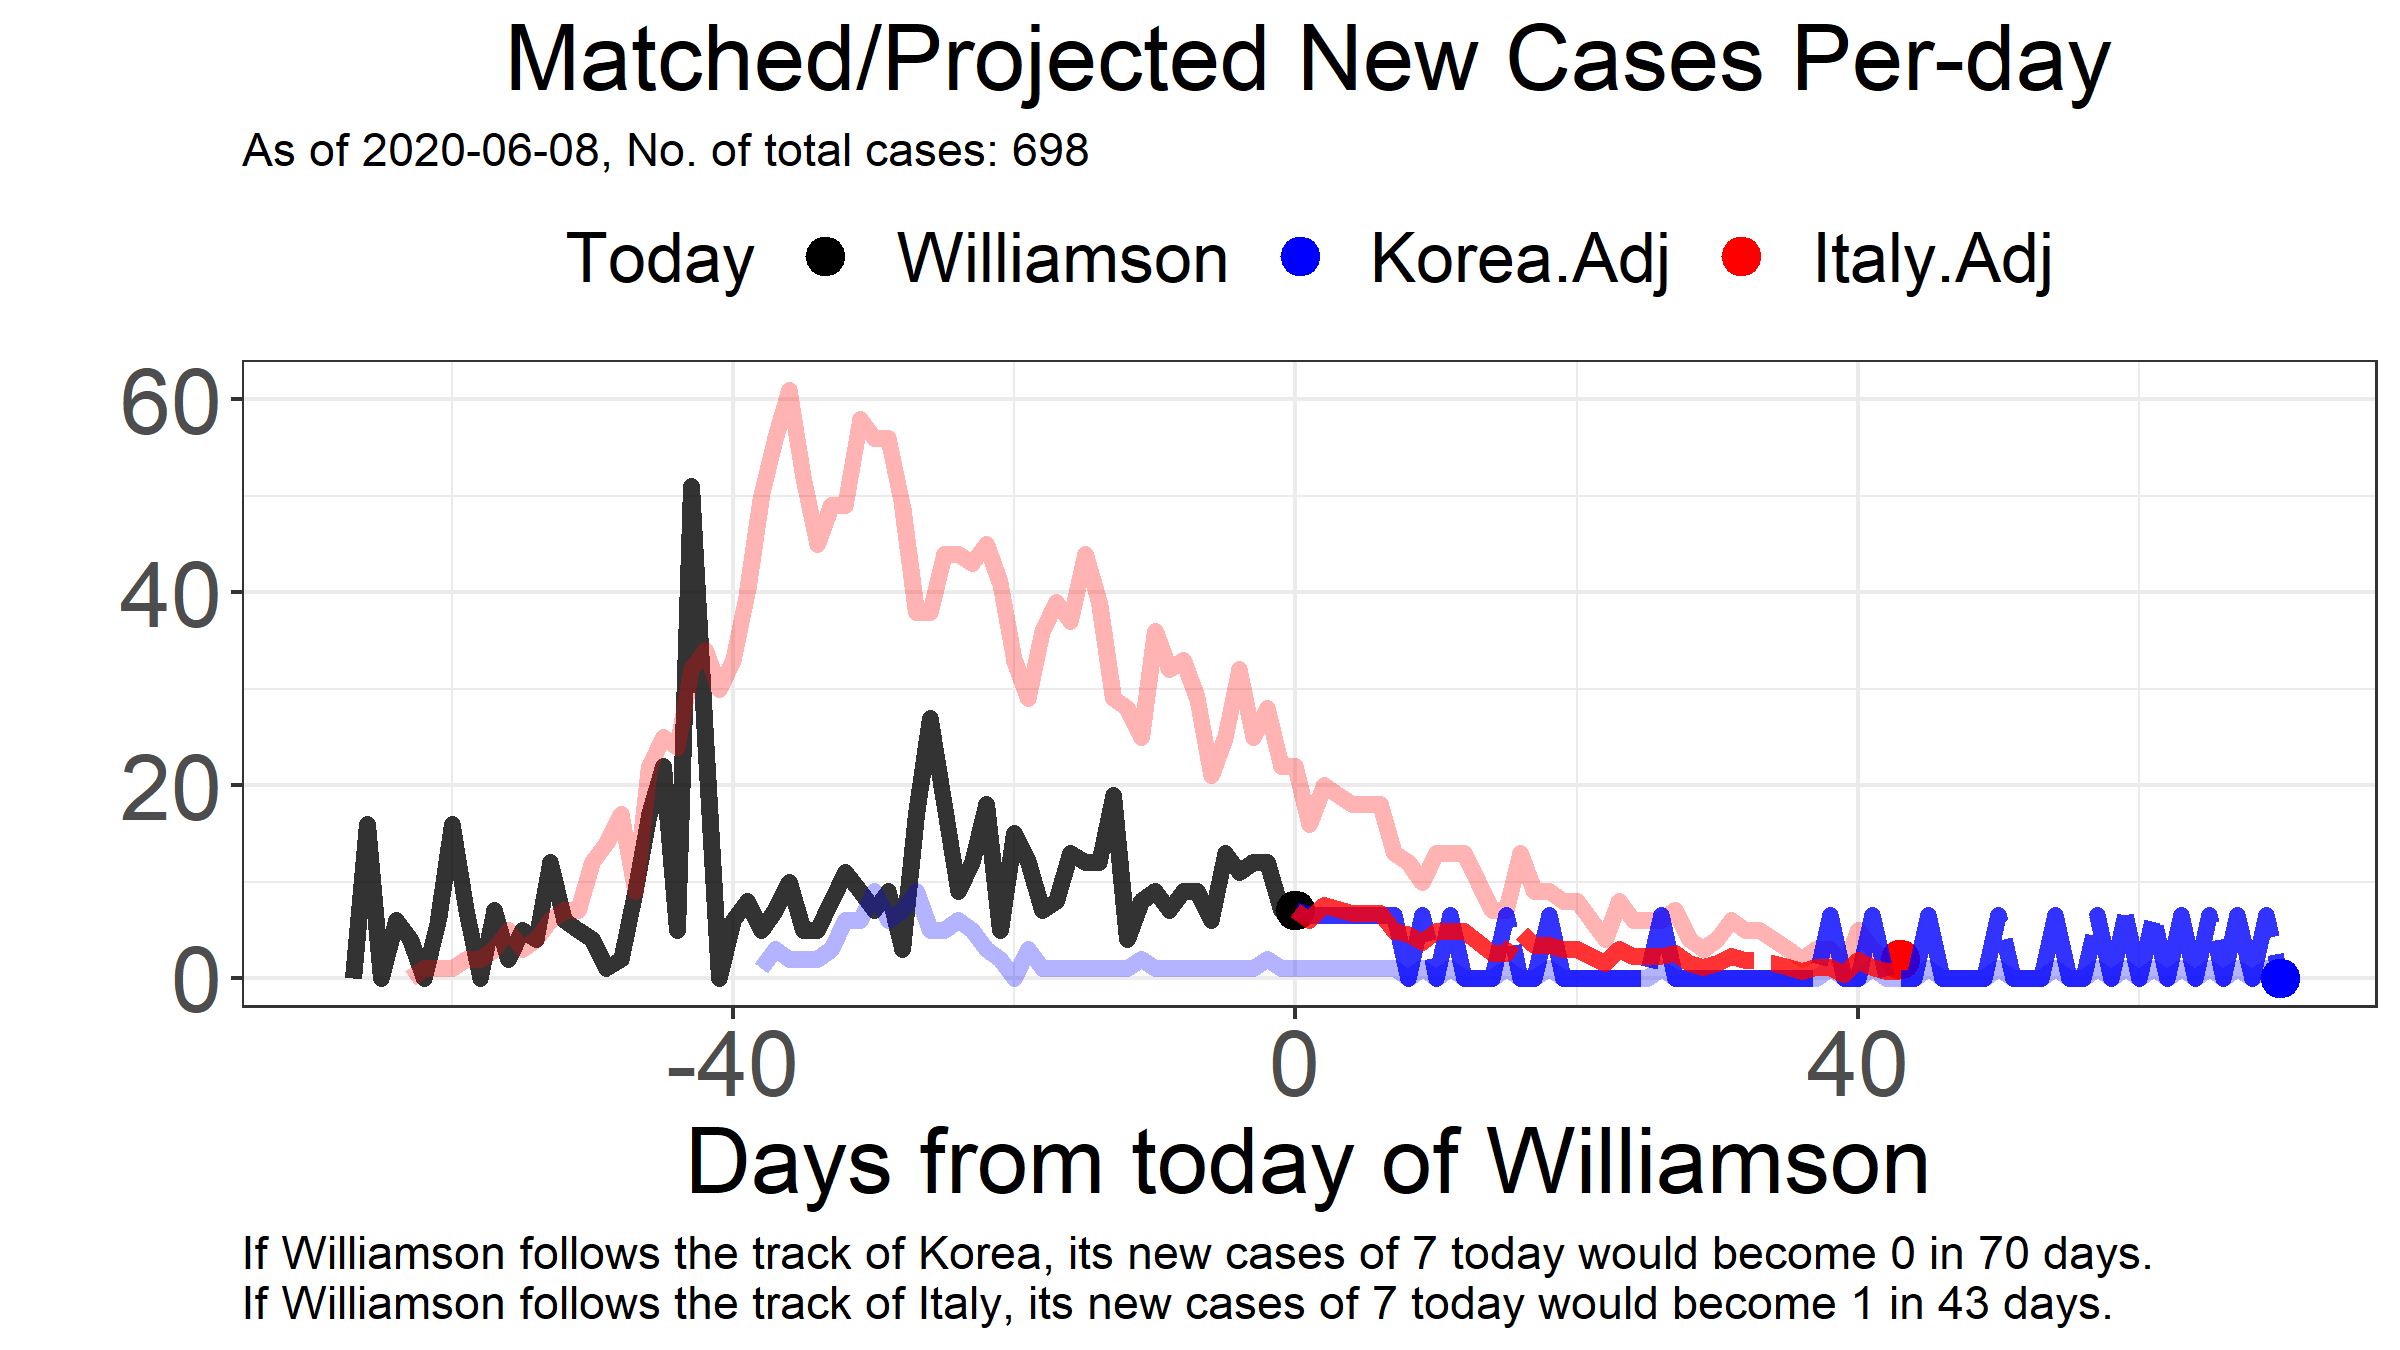 Matched/Projected New Cases Per-day
As of 2020-06-08, No. of total cases: 698
Today Williamson Korea.Adj Italy.Adj
60
40
20
0
-40 0 40
Days from today of Williamson
If Williamson follows the track of Korea, its new cases of 7 today would become 0 in 70 days.
If Williamson follows the track of Italy, its new cases of 7 today would become 1 in 43 days.